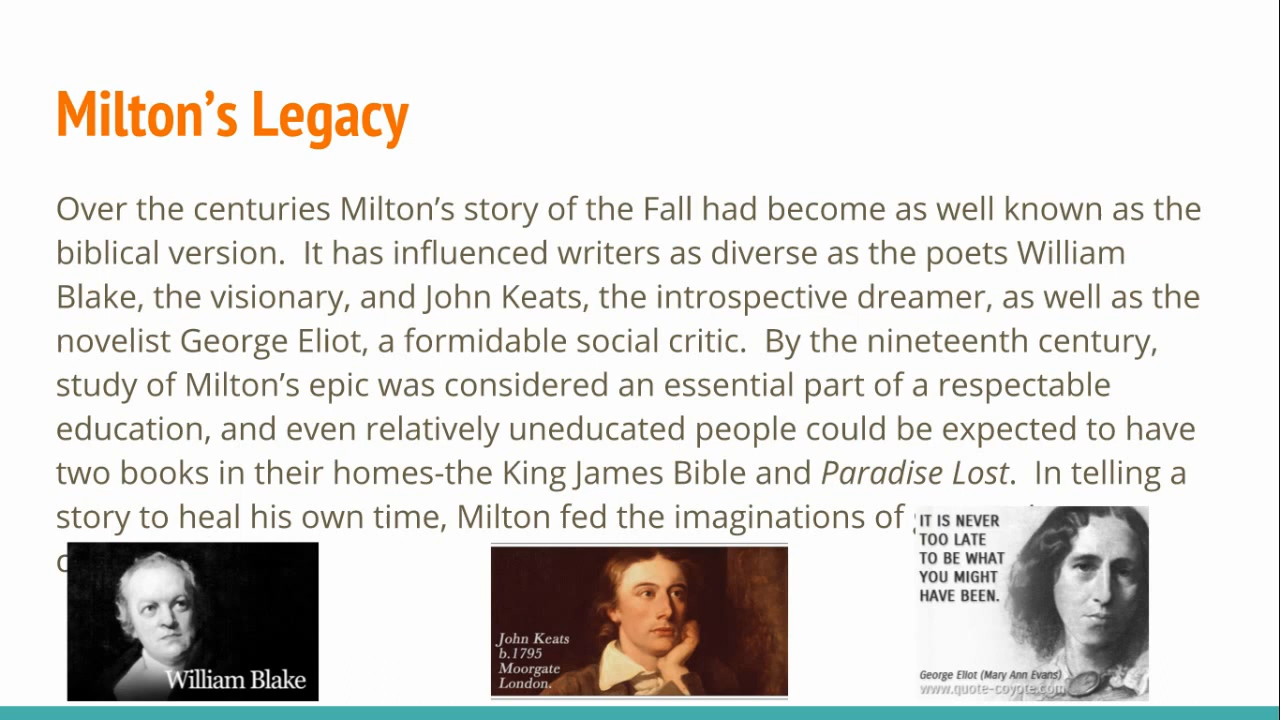 Milton’s Legacy
Over the centuries Milton’s story of the Fall had become as well known as the
biblical version.  It has influenced writers as diverse as the poets William
Blake, the visionary, and John Keats, the introspective dreamer, as well as the
novelist George Eliot, a formidable social critic.  By the nineteenth century,
study of Milton’s epic was considered an essential part of a respectable
education, and even relatively uneducated people could be expected to have
two books in their homes-the King James Bible and Paradise Lost.  In telling a
story to heal his own time, Milton fed the imaginations of
William Blake
John Keats
b.1795
Moorgate
London.
IT IS NEVER
TOO LATE
TO BE WHAT
YOU MIGHT
HAVE BEEN.
George Eliot (Mary Ann Evans)
www.quote-coyote.com